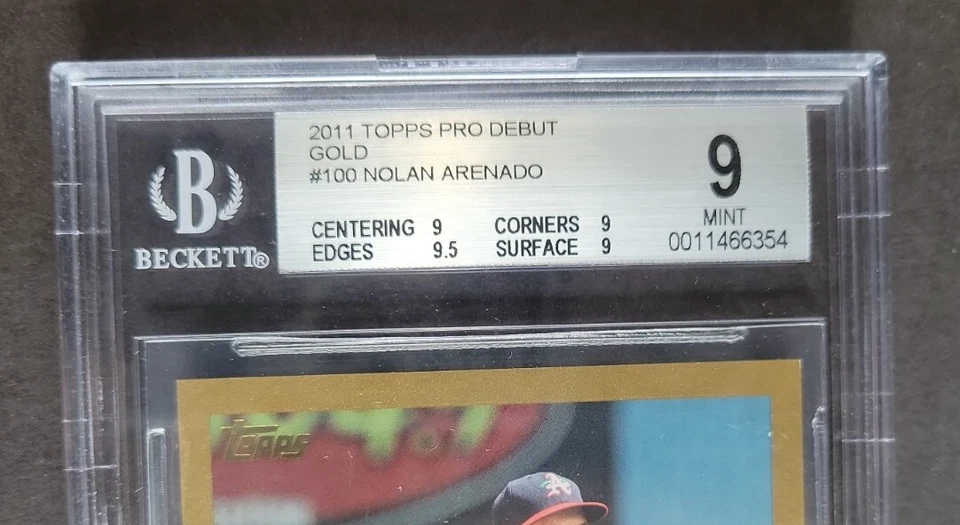 2011 TOPPS PRO DEBUT
GOLD
#100 NOLAN ARENADO
9
MINT
0011466354
CENTERING 9 CORNERS 9
EDGES 9.5 SURFACE 9
B
BECKETT®
Topps
A